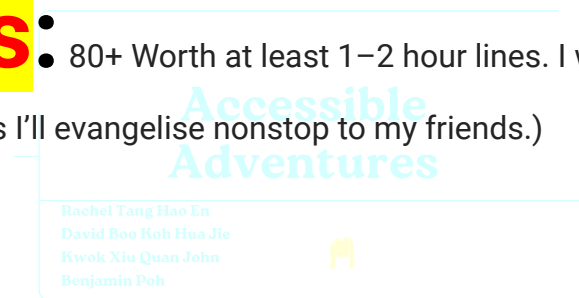 s: 80+ Worth at least 1–2 hour lines. I w
s I'll evangelise nonstop to my friends.)
Accessible
Adventures
Rachel Tang Hao En
David Boo Koh Hua Jie
Kwok Xiu Quan John
Benjamin Poh